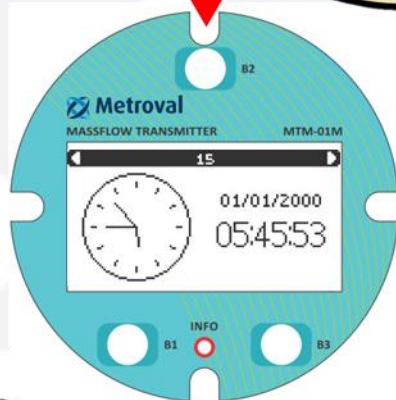 B2
Metroval
MASSFLOW TRANSMITTER MTM-01M
15
01/01/2000
05:45:53
INFO
B1 B3